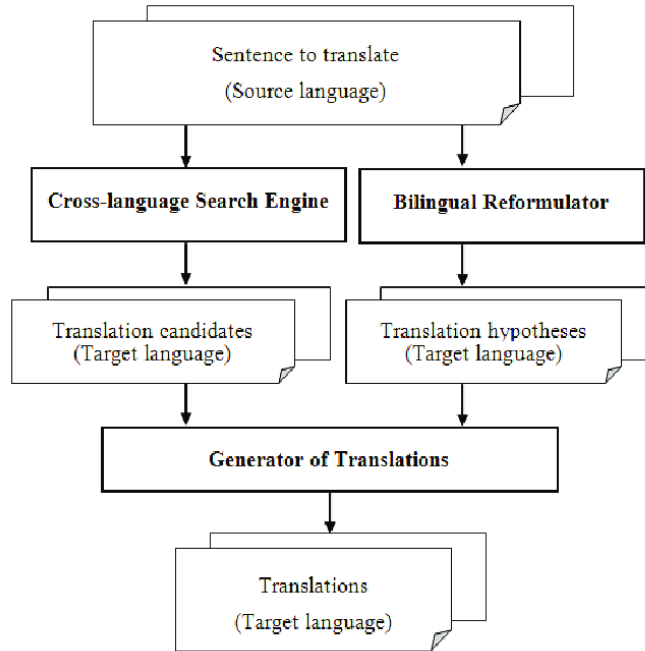 Sentence to translate
(Source language)
Cross-language Search Engine
Bilingual Reformulator
Translation candidates
(Target language)
Translation hypotheses
(Target language)
Generator of Translations
Translations
(Target language)